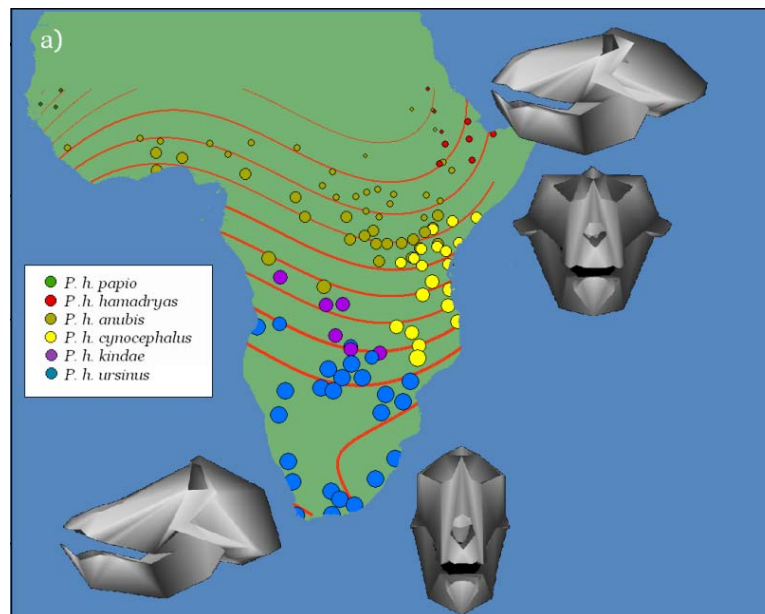 a)
P. h. papio
P. h. hamadryas
P. h. anubis
P. h. cynocephalus
P. h. kindae
P. h. ursinus